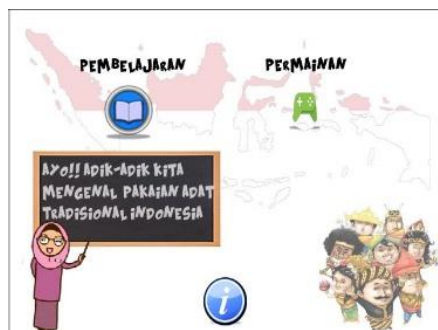 PEMBELAJARAN
PERMAINAN
AYO!! ADIK-ADIK KITA
MENGENAL PAKAIAN ADAT
TRADISIONAL INDONESIA
i